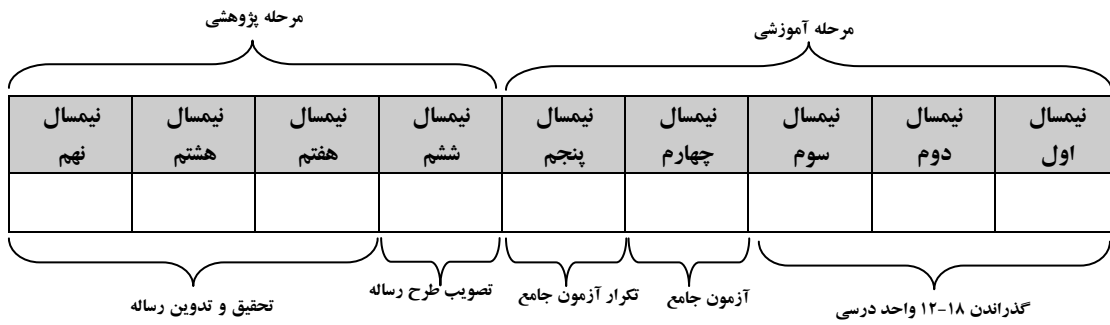 مرحله آموزشی
مرحله پژوهشی
نیمسال اول
نیمسال دوم
نیمسال سوم
نیمسال چهارم
نیمسال پنجم
نیمسال ششم
نیمسال هفتم
نیمسال هشتم
نیمسال نهم
گذراندن ۱۸-۱۲ واحد درسی
آزمون جامع
تکرار آزمون جامع
تصویب طرح رساله
تحقیق و تدوین رساله